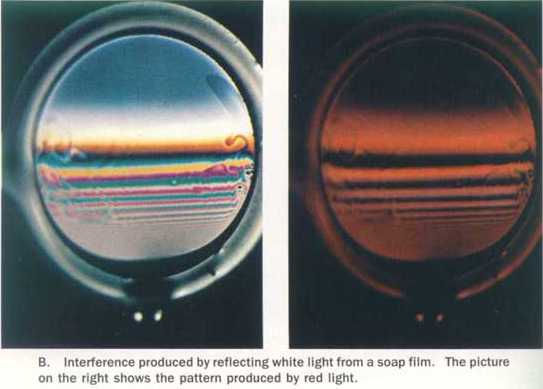 B. Interference produced by reflecting white light from a soap film. The picture
on the right shows the pattern produced by red light.